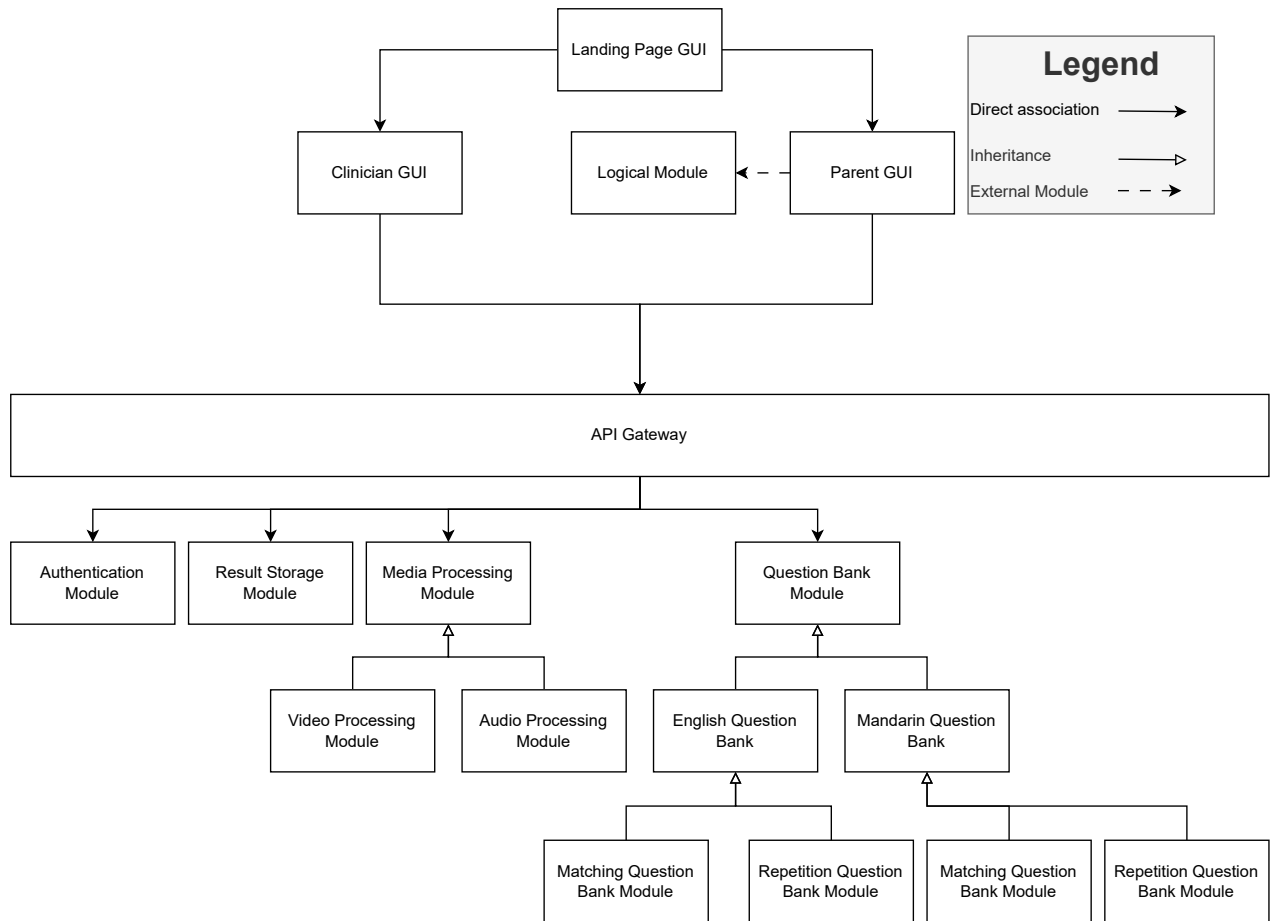 Landing Page GUI
Legend
Direct association
Inheritance
External Module
Clinician GUI
Logical Module
Parent GUI
API Gateway
Authentication
Module
Result Storage
Module
Media Processing
Module
Question Bank
Module
Video Processing
Module
Audio Processing
Module
English Question
Bank
Mandarin Question
Bank
Matching Question
Bank Module
Repetition Question
Bank Module
Matching Question
Bank Module
Repetition Question
Bank Module